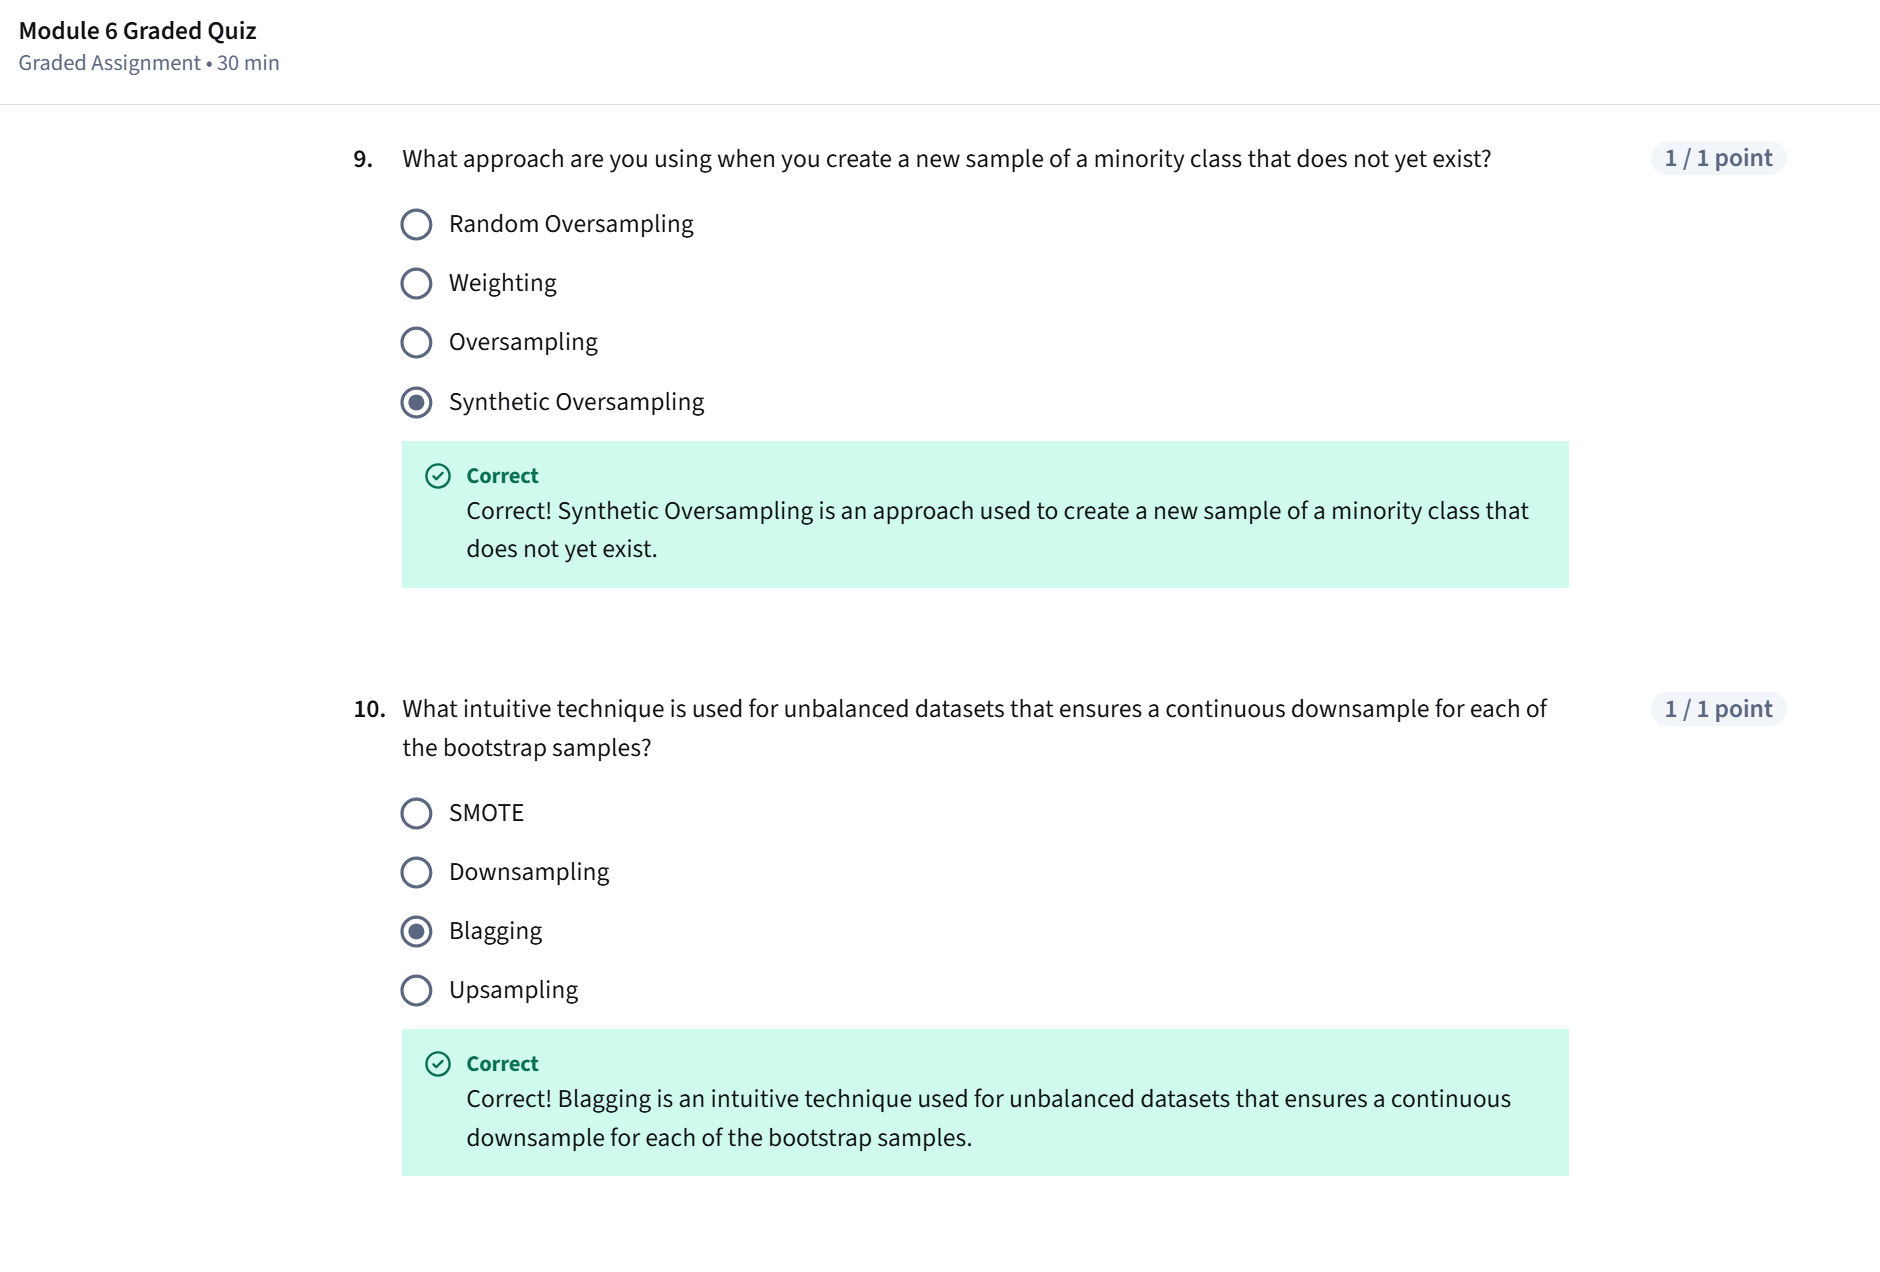 Module 6 Graded Quiz
Graded Assignment • 30 min
9. What approach are you using when you create a new sample of a minority class that does not yet exist?
1 / 1 point
Random Oversampling
Weighting
Oversampling
Synthetic Oversampling
Correct
Correct! Synthetic Oversampling is an approach used to create a new sample of a minority class that
does not yet exist.
10. What intuitive technique is used for unbalanced datasets that ensures a continuous downsample for each of
the bootstrap samples?
1 / 1 point
SMOTE
Downsampling
Blagging
Upsampling
Correct
Correct! Blagging is an intuitive technique used for unbalanced datasets that ensures a continuous
downsample for each of the bootstrap samples.